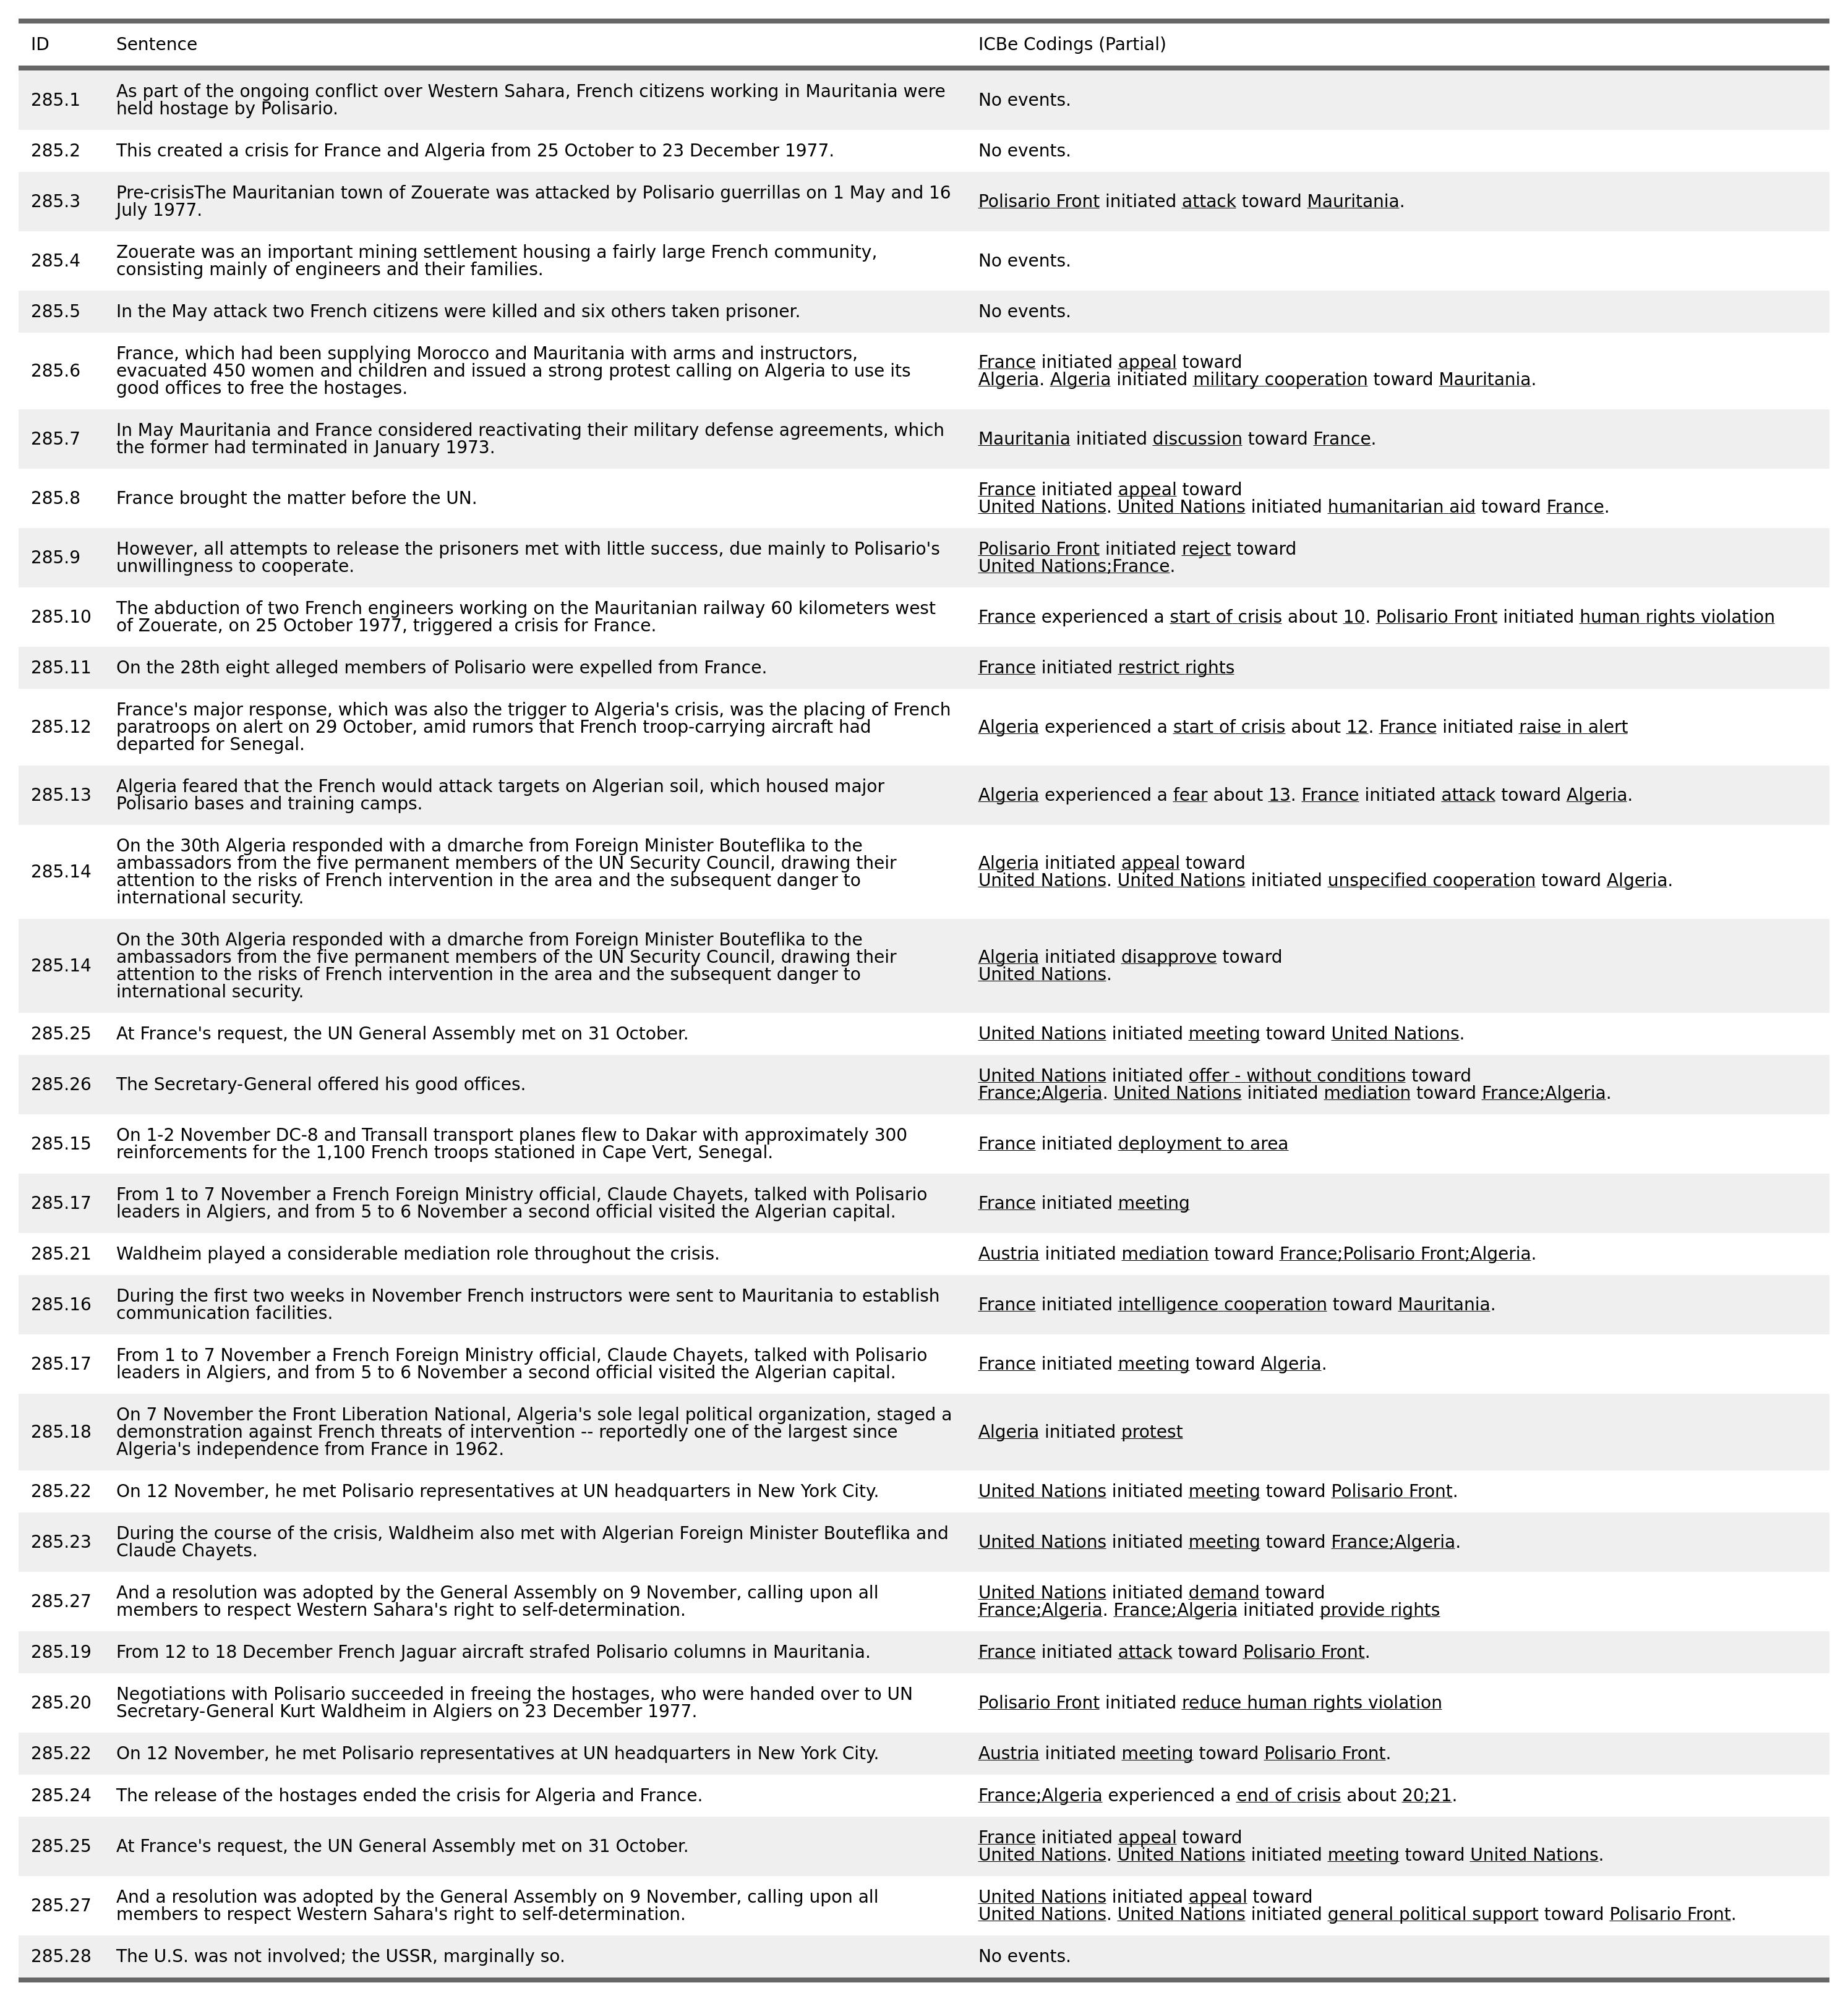 ID Sentence ICBe Codings (Partial)
285.1 As part of the ongoing conflict over Western Sahara, French citizens working in Mauritania were
held hostage by Polisario. No events.
285.2 This created a crisis for France and Algeria from 25 October to 23 December 1977. No events.
285.3 Pre-crisisThe Mauritanian town of Zouerate was attacked by Polisario guerrillas on 1 May and 16
July 1977. Polisario Front initiated attack toward Mauritania.
285.4 Zouerate was an important mining settlement housing a fairly large French community,
consisting mainly of engineers and their families. No events.
285.5 In the May attack two French citizens were killed and six others taken prisoner. No events.
285.6 France, which had been supplying Morocco and Mauritania with arms and instructors,
evacuated 450 women and children and issued a strong protest calling on Algeria to use its
good offices to free the hostages.
France initiated appeal toward
Algeria. Algeria initiated military cooperation toward Mauritania.
285.7 In May Mauritania and France considered reactivating their military defense agreements, which
the former had terminated in January 1973. Mauritania initiated discussion toward France.
285.8 France brought the matter before the UN.
France initiated appeal toward
United Nations. United Nations initiated humanitarian aid toward France.
285.9 However, all attempts to release the prisoners met with little success, due mainly to Polisario's
unwillingness to cooperate.
Polisario Front initiated reject toward
United Nations;France.
285.10 The abduction of two French engineers working on the Mauritanian railway 60 kilometers west
of Zouerate, on 25 October 1977, triggered a crisis for France. France experienced a start of crisis about 10. Polisario Front initiated human rights violation
285.11 On the 28th eight alleged members of Polisario were expelled from France. France initiated restrict rights
285.12 France's major response, which was also the trigger to Algeria's crisis, was the placing of French
paratroops on alert on 29 October, amid rumors that French troop-carrying aircraft had
departed for Senegal.
Algeria experienced a start of crisis about 12. France initiated raise in alert
285.13 Algeria feared that the French would attack targets on Algerian soil, which housed major
Polisario bases and training camps. Algeria experienced a fear about 13. France initiated attack toward Algeria.
285.14 On the 30th Algeria responded with a dmarche from Foreign Minister Bouteflika to the
ambassadors from the five permanent members of the UN Security Council, drawing their
attention to the risks of French intervention in the area and the subsequent danger to
international security.
Algeria initiated appeal toward
United Nations. United Nations initiated unspecified cooperation toward Algeria.
285.14 On the 30th Algeria responded with a dmarche from Foreign Minister Bouteflika to the
ambassadors from the five permanent members of the UN Security Council, drawing their
attention to the risks of French intervention in the area and the subsequent danger to
international security.
Algeria initiated disapprove toward
United Nations.
285.25 At France's request, the UN General Assembly met on 31 October. United Nations initiated meeting toward United Nations.
285.26 The Secretary-General offered his good offices.
United Nations initiated offer - without conditions toward
France;Algeria. United Nations initiated mediation toward France;Algeria.
285.15 On 1-2 November DC-8 and Transall transport planes flew to Dakar with approximately 300
reinforcements for the 1,100 French troops stationed in Cape Vert, Senegal. France initiated deployment to area
285.17 From 1 to 7 November a French Foreign Ministry official, Claude Chayets, talked with Polisario
leaders in Algiers, and from 5 to 6 November a second official visited the Algerian capital. France initiated meeting
285.21 Waldheim played a considerable mediation role throughout the crisis. Austria initiated mediation toward France;Polisario Front;Algeria.
285.16 During the first two weeks in November French instructors were sent to Mauritania to establish
communication facilities. France initiated intelligence cooperation toward Mauritania.
285.17 From 1 to 7 November a French Foreign Ministry official, Claude Chayets, talked with Polisario
leaders in Algiers, and from 5 to 6 November a second official visited the Algerian capital. France initiated meeting toward Algeria.
285.18 On 7 November the Front Liberation National, Algeria's sole legal political organization, staged a
demonstration against French threats of intervention -- reportedly one of the largest since
Algeria's independence from France in 1962.
Algeria initiated protest
285.22 On 12 November, he met Polisario representatives at UN headquarters in New York City. United Nations initiated meeting toward Polisario Front.
285.23 During the course of the crisis, Waldheim also met with Algerian Foreign Minister Bouteflika and
Claude Chayets. United Nations initiated meeting toward France;Algeria.
285.27 And a resolution was adopted by the General Assembly on 9 November, calling upon all
members to respect Western Sahara's right to self-determination.
United Nations initiated demand toward
France;Algeria. France;Algeria initiated provide rights
285.19 From 12 to 18 December French Jaguar aircraft strafed Polisario columns in Mauritania. France initiated attack toward Polisario Front.
285.20 Negotiations with Polisario succeeded in freeing the hostages, who were handed over to UN
Secretary-General Kurt Waldheim in Algiers on 23 December 1977. Polisario Front initiated reduce human rights violation
285.22 On 12 November, he met Polisario representatives at UN headquarters in New York City. Austria initiated meeting toward Polisario Front.
285.24 The release of the hostages ended the crisis for Algeria and France. France;Algeria experienced a end of crisis about 20;21.
285.25 At France's request, the UN General Assembly met on 31 October.
France initiated appeal toward
United Nations. United Nations initiated meeting toward United Nations.
285.27 And a resolution was adopted by the General Assembly on 9 November, calling upon all
members to respect Western Sahara's right to self-determination.
United Nations initiated appeal toward
United Nations. United Nations initiated general political support toward Polisario Front.
285.28 The U.S. was not involved; the USSR, marginally so. No events.